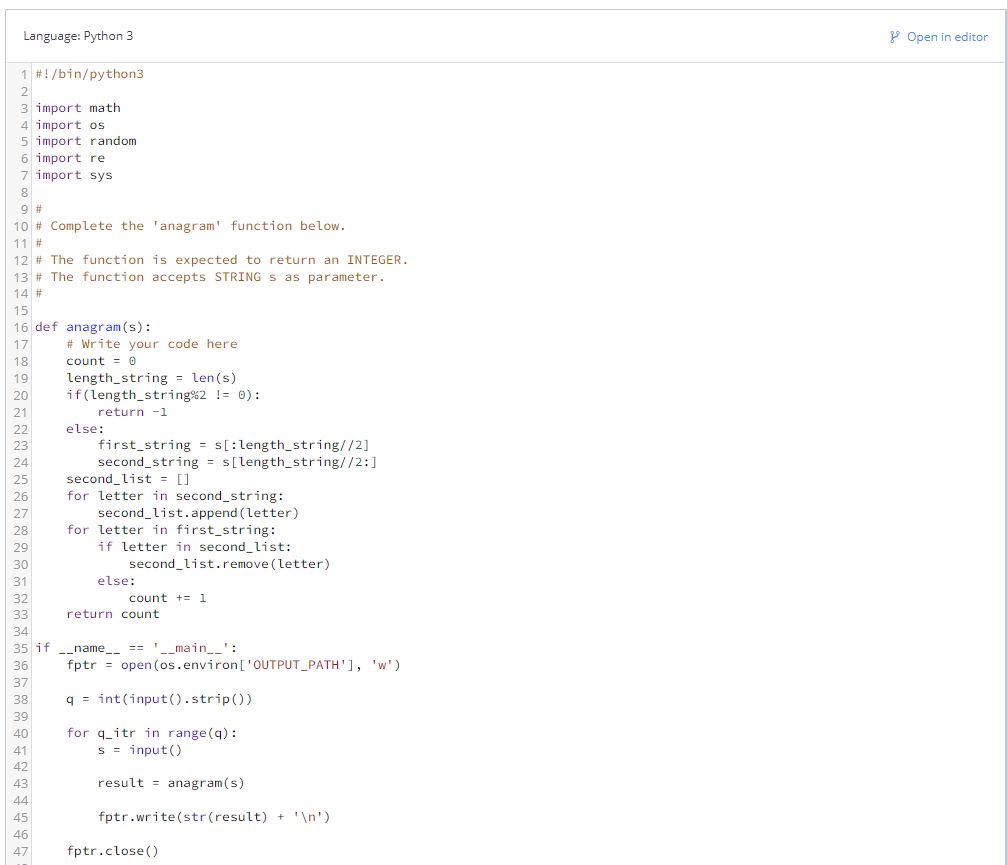 Language: Python 3
Open in editor
1 #!/bin/python3
2
3 import math
4 import os
5 import random
6 import re
7 import sys
8
9 #
10 # Complete the 'anagram' function below.
11 #
12 # The function is expected to return an INTEGER.
13 # The function accepts STRING s as parameter.
14 #
15
16 def anagram(s):
17     # Write your code here
18     count = 0
19     length_string = len(s)
20     if(length_string%2 != 0):
21         return -1
22     else:
23         first_string = s[:length_string//2]
24         second_string = s[length_string//2:]
25     second_list = []
26     for letter in second_string:
27         second_list.append(letter)
28     for letter in first_string:
29         if letter in second_list:
30             second_list.remove(letter)
31         else:
32             count += 1
33     return count
34
35 if __name__ == '__main__':
36     fptr = open(os.environ['OUTPUT_PATH'], 'w')
37
38     q = int(input().strip())
39
40     for q_itr in range(q):
41         s = input()
42
43         result = anagram(s)
44
45         fptr.write(str(result) + '\n')
46
47     fptr.close()